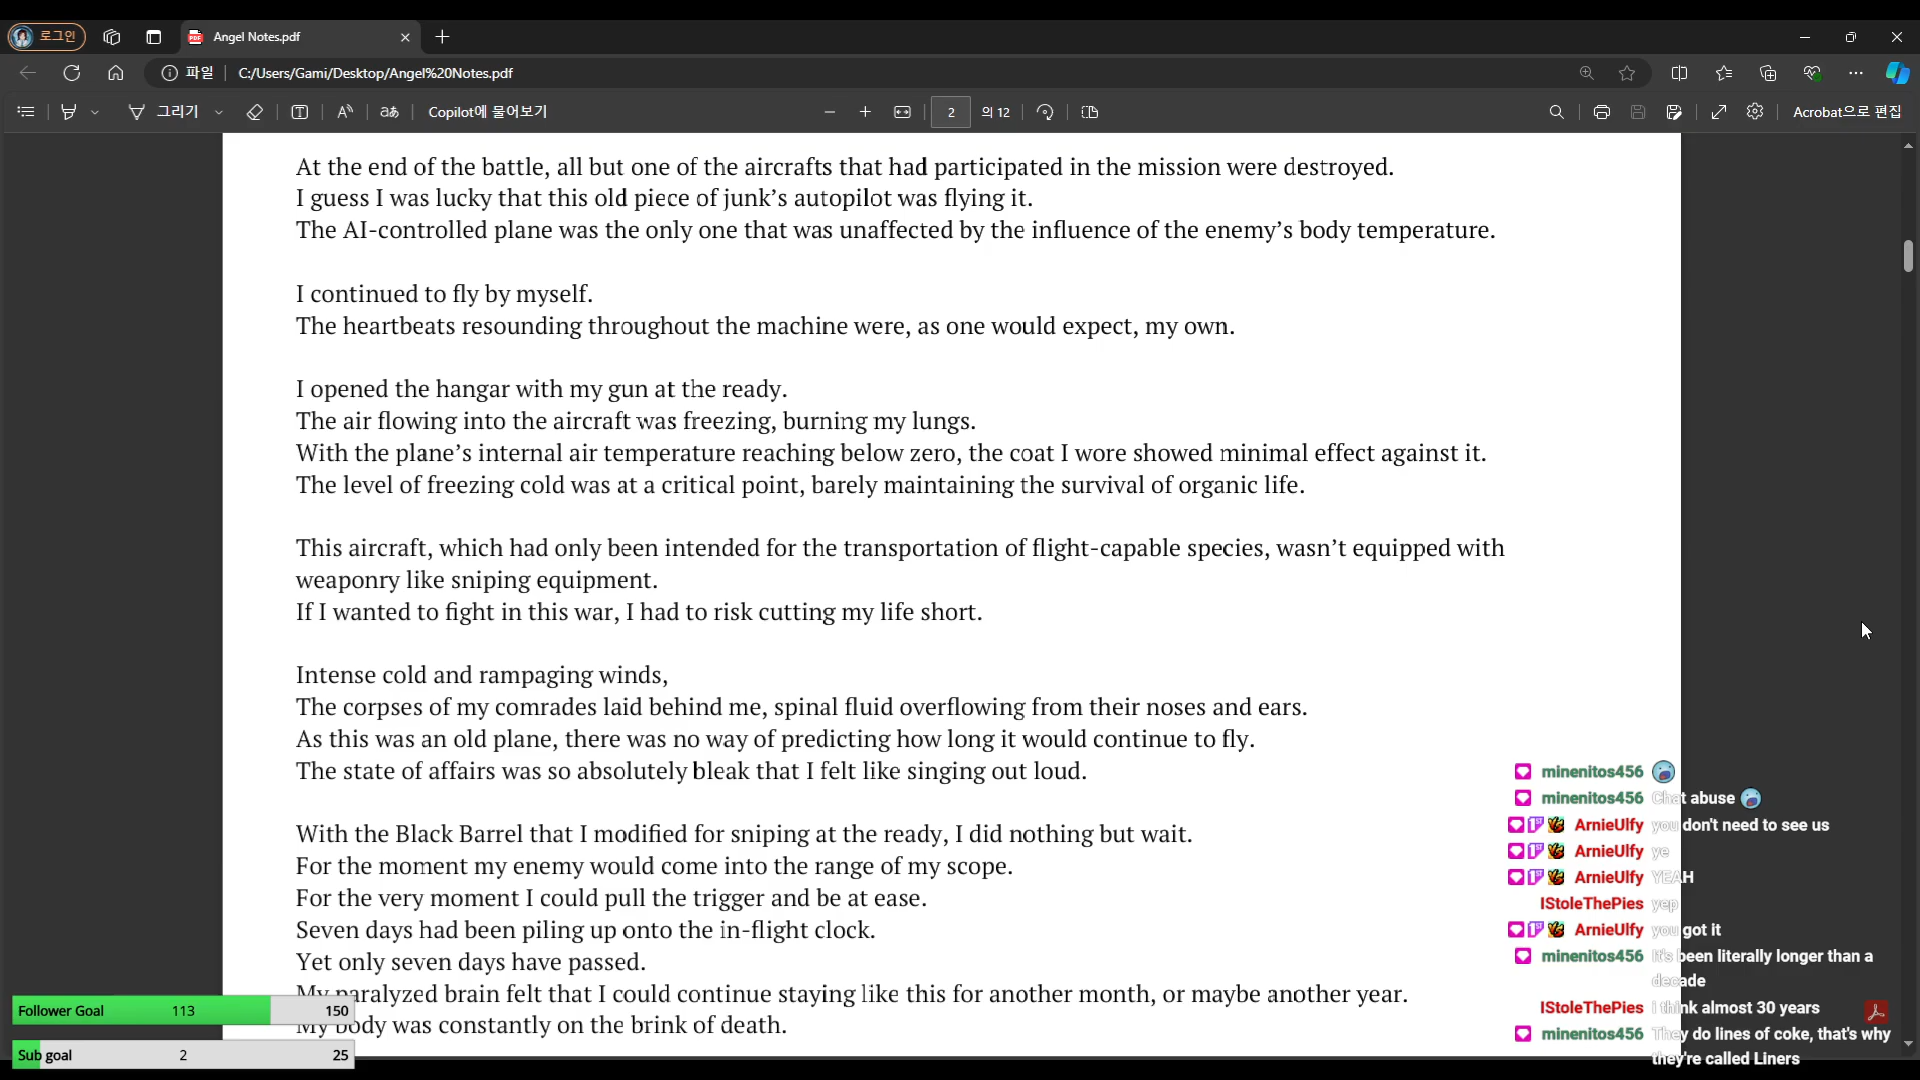 로그인
Angel Notes.pdf
파일
C:/Users/Gami/Desktop/Angel%20Notes.pdf
그리기
Copilot에 물어보기
2
의 12
Acrobat으로 편집
At the end of the battle, all but one of the aircrafts that had participated in the mission were destroyed.
I guess I was lucky that this old piece of junk’s autopilot was flying it.
The AI-controlled plane was the only one that was unaffected by the influence of the enemy’s body temperature.
I continued to fly by myself.
The heartbeats resounding throughout the machine were, as one would expect, my own.
I opened the hangar with my gun at the ready.
The air flowing into the aircraft was freezing, burning my lungs.
With the plane’s internal air temperature reaching below zero, the coat I wore showed minimal effect against it.
The level of freezing cold was at a critical point, barely maintaining the survival of organic life.
This aircraft, which had only been intended for the transportation of flight-capable species, wasn’t equipped with
weaponry like sniping equipment.
If I wanted to fight in this war, I had to risk cutting my life short.
Intense cold and rampaging winds,
The corpses of my comrades laid behind me, spinal fluid overflowing from their noses and ears.
As this was an old plane, there was no way of predicting how long it would continue to fly.
The state of affairs was so absolutely bleak that I felt like singing out loud.
With the Black Barrel that I modified for sniping at the ready, I did nothing but wait.
For the moment my enemy would come into the range of my scope.
For the very moment I could pull the trigger and be at ease.
Seven days had been piling up onto the in-flight clock.
Yet only seven days have passed.
My paralyzed brain felt that I could continue staying like this for another month, or maybe another year.
My body was constantly on the brink of death.
Follower Goal 113 150
Sub goal 2 25
minenitos456
minenitos456 Chat abuse
ArnieUlfy you don't need to see us
ArnieUlfy ye
ArnieUlfy YEAH
IStoleThePies yep
ArnieUlfy you got it
minenitos456 It's been literally longer than a
decade
IStoleThePies I think almost 30 years
minenitos456 They do lines of coke, that's why
they're called Liners